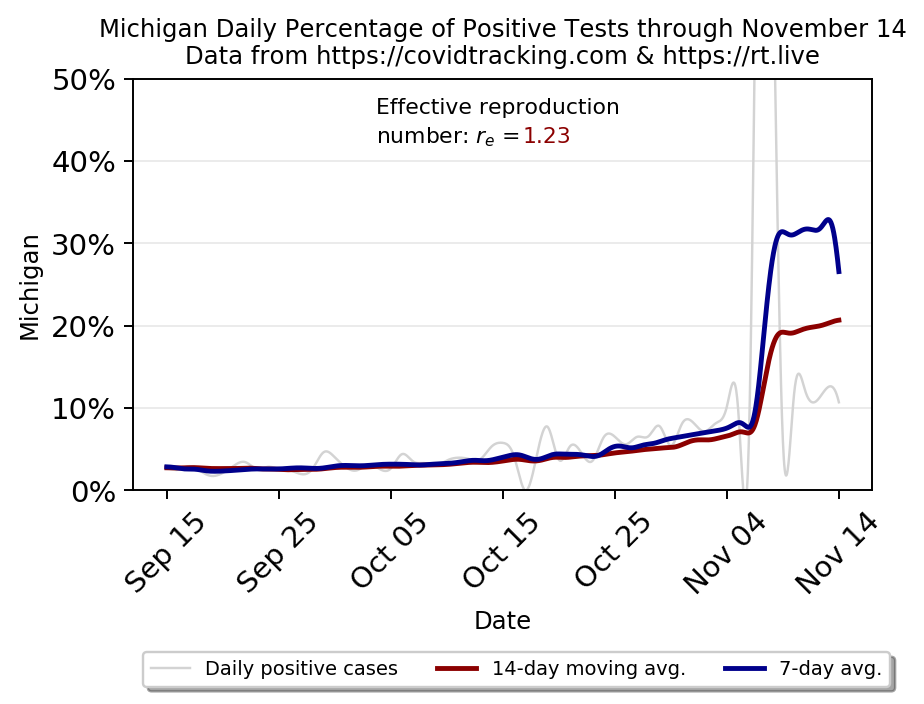 Michigan Daily Percentage of Positive Tests through November 14
Data from https://covidtracking.com & https://rt.live
50%
Effective reproduction
number: rₑ =1.23
40%
30%
20%
10%
0%
Michigan
Sep 15
Sep 25
Oct 05
Oct 15
Oct 25
Nov 04
Nov 14
Date
Daily positive cases
14-day moving avg.
7-day avg.